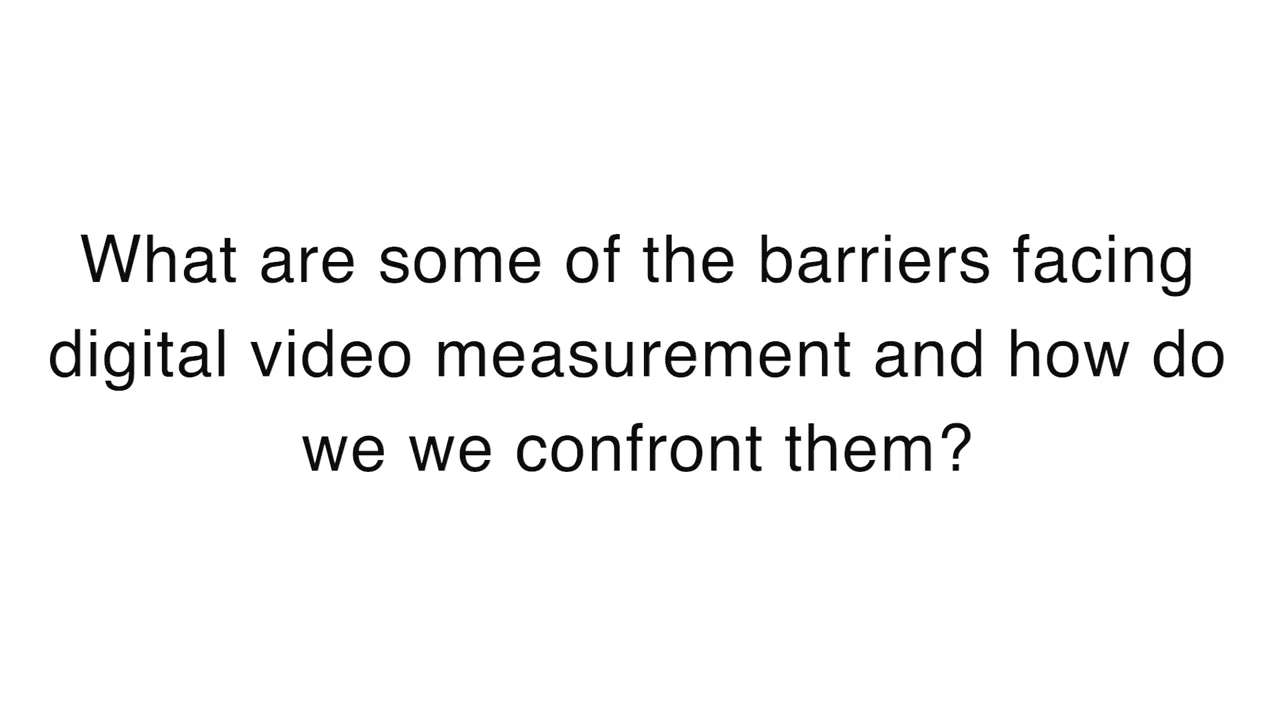 What are some of the barriers facing
digital video measurement and how do
we we confront them?